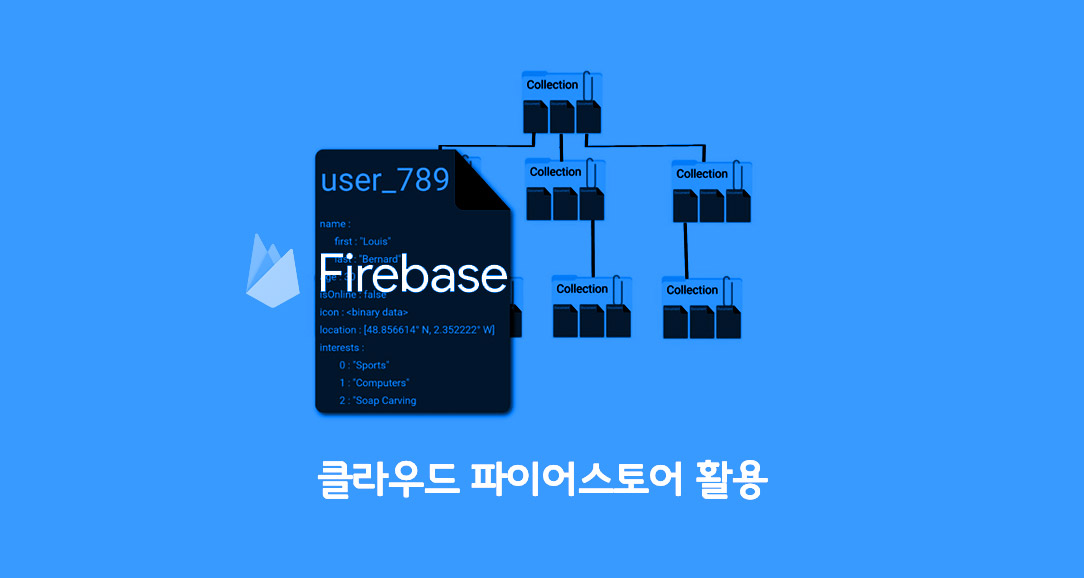 Collection
Collection
Collection
user_789
name :
first : "Louis"
last : "Bernard"
Firebase
isOnline : false
icon : <binary data>
location : [48.856614° N, 2.352222° W]
interests :
0 : "Sports"
1 : "Computers"
2 : "Soap Carving
Collection
Collection
클라우드 파이어스토어 활용